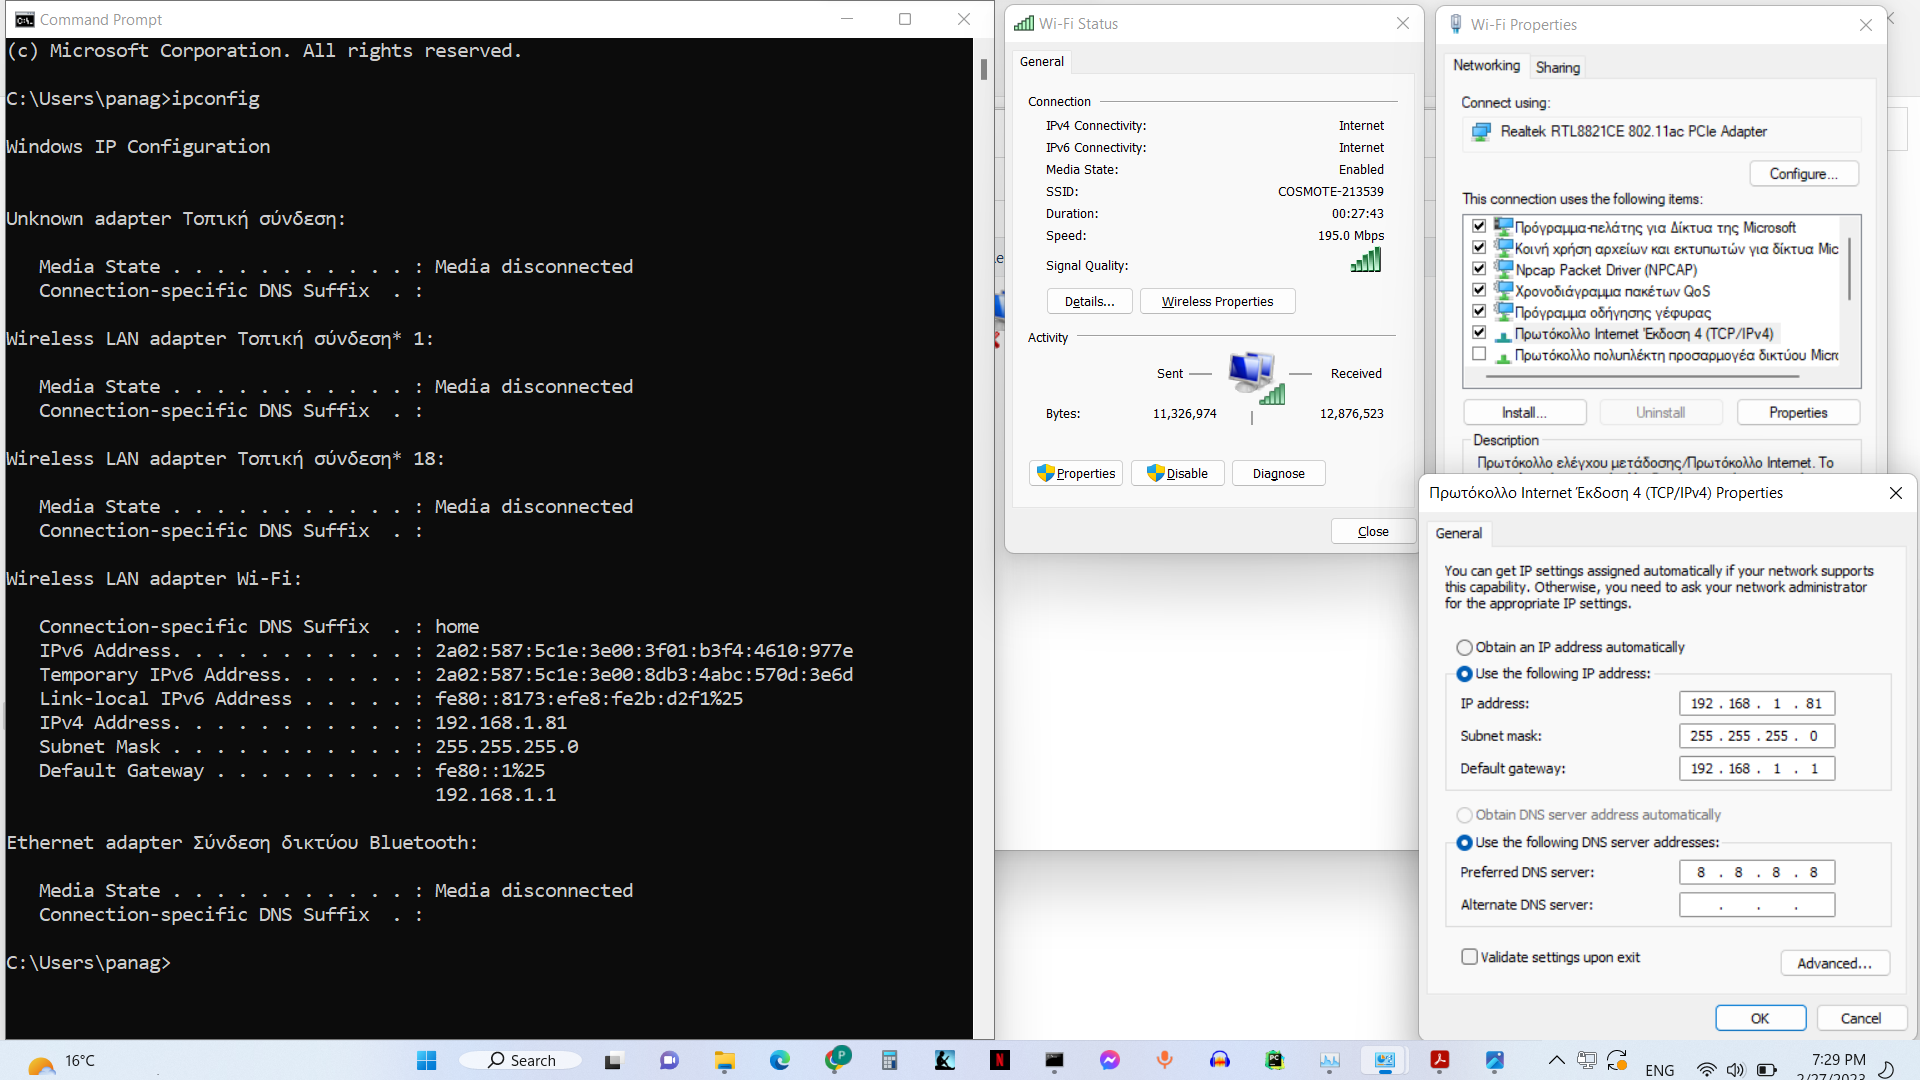 Command Prompt
(c) Microsoft Corporation. All rights reserved.
C:\Users\panag>ipconfig
Windows IP Configuration
Unknown adapter Τοπική σύνδεση:
Media State . . . . . . . . . . . : Media disconnected
Connection-specific DNS Suffix  . :
Wireless LAN adapter Τοπική σύνδεση* 1:
Media State . . . . . . . . . . . : Media disconnected
Connection-specific DNS Suffix  . :
Wireless LAN adapter Τοπική σύνδεση* 18:
Media State . . . . . . . . . . . : Media disconnected
Connection-specific DNS Suffix  . :
Wireless LAN adapter Wi-Fi:
Connection-specific DNS Suffix  . : home
IPv6 Address. . . . . . . . . . . : 2a02:587:5c1e:3e00:3f01:b3f4:4610:977e
Temporary IPv6 Address. . . . . . : 2a02:587:5c1e:3e00:8db3:4abc:570d:3e6d
Link-local IPv6 Address . . . . . : fe80::8173:efe8:fe2b:d2f1%25
IPv4 Address. . . . . . . . . . . : 192.168.1.81
Subnet Mask . . . . . . . . . . . : 255.255.255.0
Default Gateway . . . . . . . . . : fe80::1%25
192.168.1.1
Ethernet adapter Σύνδεση δικτύου Bluetooth:
Media State . . . . . . . . . . . : Media disconnected
Connection-specific DNS Suffix  . :
C:\Users\panag>
Wi-Fi Status
General
Connection
IPv4 Connectivity: Internet
IPv6 Connectivity: Internet
Media State: Enabled
SSID: COSMOTE-213539
Duration: 00:27:43
Speed: 195.0 Mbps
Signal Quality:
Details... Wireless Properties
Activity
Sent Received
Bytes: 11,326,974 12,876,523
Properties Disable Diagnose
Close
Wi-Fi Properties
Networking Sharing
Connect using:
Realtek RTL8821CE 802.11ac PCIe Adapter
Configure...
This connection uses the following items:
Πρόγραμμα-πελάτης για Δίκτυα της Microsoft
Κοινή χρήση αρχείων και εκτυπωτών για δίκτυα Mic
Npcap Packet Driver (NPCAP)
Χρονοδιάγραμμα πακέτων QoS
Πρόγραμμα οδήγησης γέφυρας
Πρωτόκολλο Internet Έκδοση 4 (TCP/IPv4)
Πρωτόκολλο πολυπλέκτη προσαρμογέα δικτύου Micr
Install... Uninstall Properties
Description
Πρωτόκολλο ελέγχου μετάδοσης/Πρωτόκολλο Internet. Το
Πρωτόκολλο Internet Έκδοση 4 (TCP/IPv4) Properties
General
You can get IP settings assigned automatically if your network supports
this capability. Otherwise, you need to ask your network administrator
for the appropriate IP settings.
Obtain an IP address automatically
Use the following IP address:
IP address: 192 . 168 . 1 . 81
Subnet mask: 255 . 255 . 255 . 0
Default gateway: 192 . 168 . 1 . 1
Obtain DNS server address automatically
Use the following DNS server addresses:
Preferred DNS server: 8 . 8 . 8 . 8
Alternate DNS server: . . .
Validate settings upon exit
Advanced...
OK Cancel
16°C
Search
ENG
7:29 PM
2/27/2023